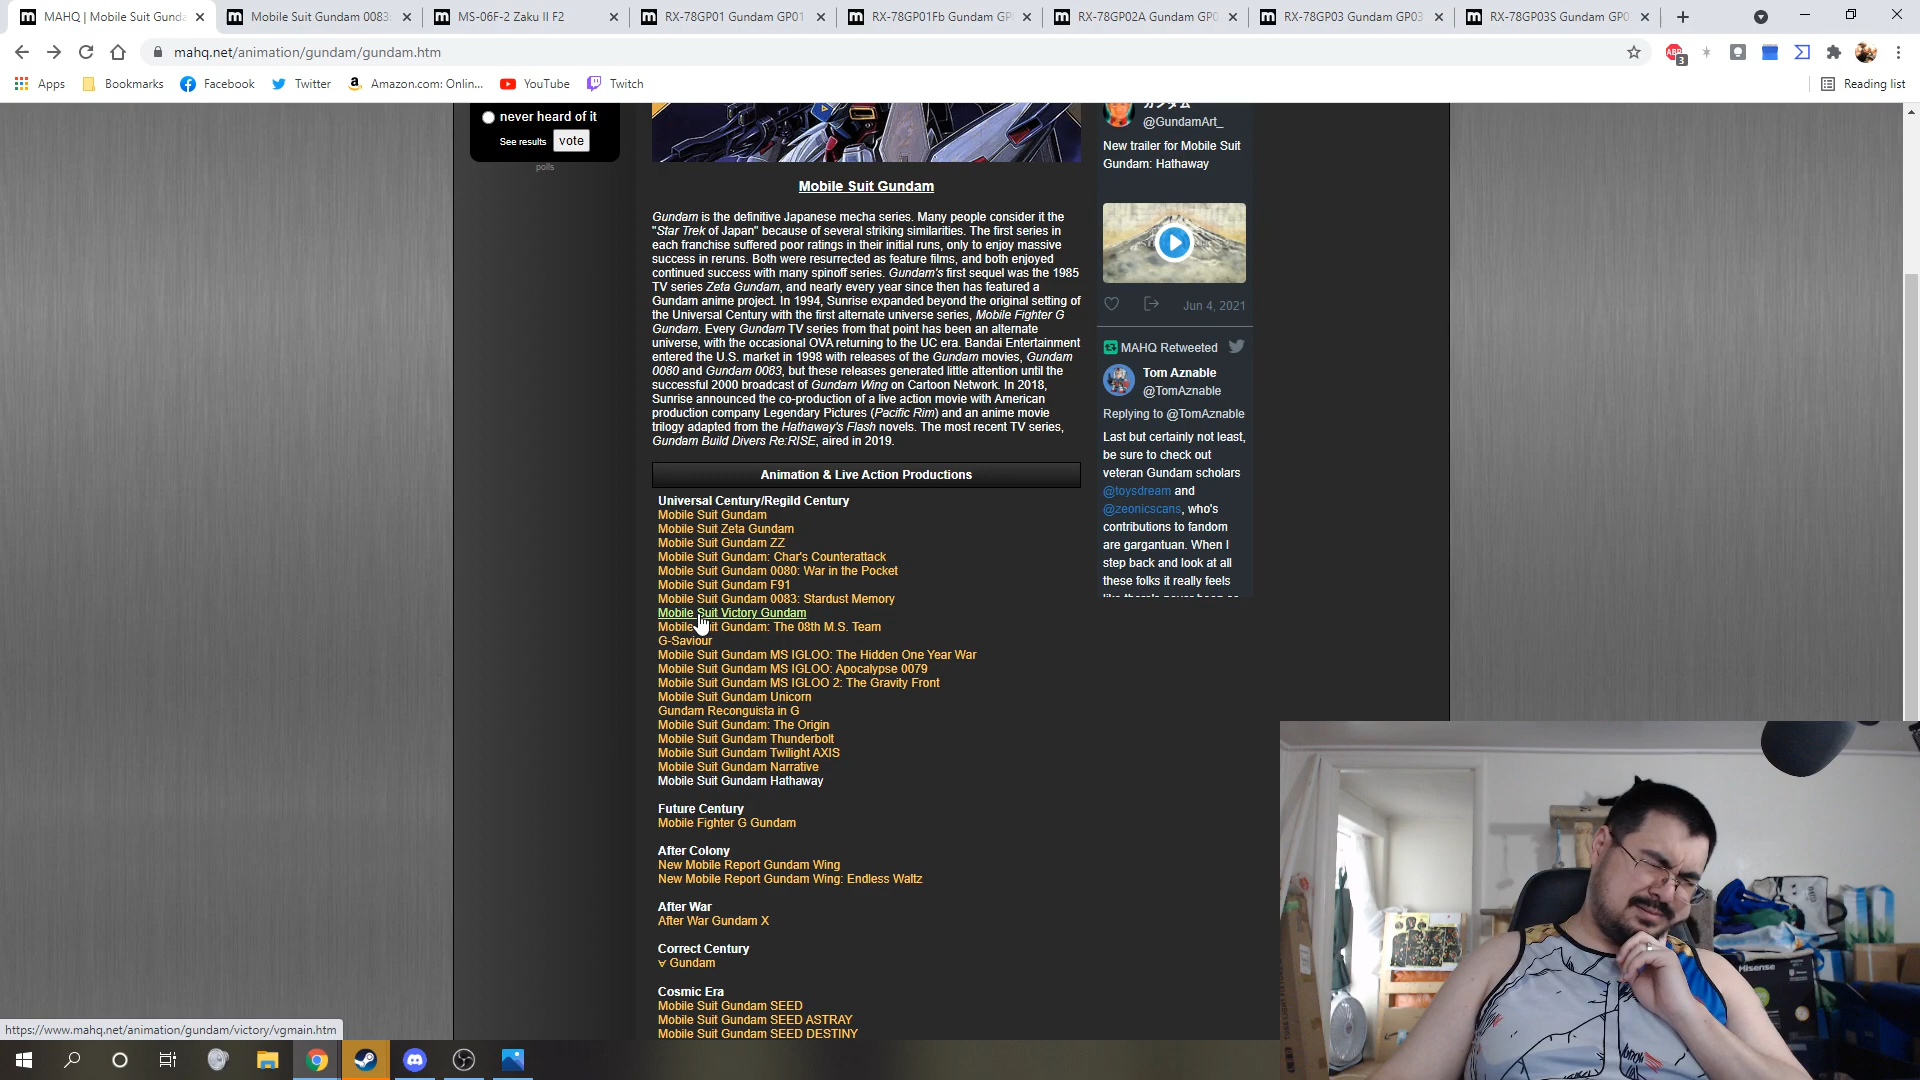 MAHQ | Mobile Suit Gunda
Mobile Suit Gundam 0083:
MS-06F-2 Zaku II F2
RX-78GP01 Gundam GP01
RX-78GP01Fb Gundam GP
RX-78GP02A Gundam GP0
RX-78GP03 Gundam GP03
RX-78GP03S Gundam GP0
mahq.net/animation/gundam/gundam.htm
ABP
3
Apps
Bookmarks
Facebook
Twitter
Amazon.com: Onlin...
YouTube
Twitch
Reading list
never heard of it
See results
vote
polls
Mobile Suit Gundam
Gundam is the definitive Japanese mecha series. Many people consider it the
"Star Trek of Japan" because of several striking similarities. The first series in
each franchise suffered poor ratings in their initial runs, only to enjoy massive
success in reruns. Both were resurrected as feature films, and both enjoyed
continued success with many spinoff series. Gundam's first sequel was the 1985
TV series Zeta Gundam, and nearly every year since then has featured a
Gundam anime project. In 1994, Sunrise expanded beyond the original setting of
the Universal Century with the first alternate universe series, Mobile Fighter G
Gundam. Every Gundam TV series from that point has been an alternate
universe, with the occasional OVA returning to the UC era. Bandai Entertainment
entered the U.S. market in 1998 with releases of the Gundam movies, Gundam
0080 and Gundam 0083, but these releases generated little attention until the
successful 2000 broadcast of Gundam Wing on Cartoon Network. In 2018,
Sunrise announced the co-production of a live action movie with American
production company Legendary Pictures (Pacific Rim) and an anime movie
trilogy adapted from the Hathaway's Flash novels. The most recent TV series,
Gundam Build Divers Re:RISE, aired in 2019.
Animation & Live Action Productions
Universal Century/Regild Century
Mobile Suit Gundam
Mobile Suit Zeta Gundam
Mobile Suit Gundam ZZ
Mobile Suit Gundam: Char's Counterattack
Mobile Suit Gundam 0080: War in the Pocket
Mobile Suit Gundam F91
Mobile Suit Gundam 0083: Stardust Memory
Mobile Suit Victory Gundam
Mobile Suit Gundam: The 08th M.S. Team
G-Saviour
Mobile Suit Gundam MS IGLOO: The Hidden One Year War
Mobile Suit Gundam MS IGLOO: Apocalypse 0079
Mobile Suit Gundam MS IGLOO 2: The Gravity Front
Mobile Suit Gundam Unicorn
Gundam Reconguista in G
Mobile Suit Gundam: The Origin
Mobile Suit Gundam Thunderbolt
Mobile Suit Gundam Twilight AXIS
Mobile Suit Gundam Narrative
Mobile Suit Gundam Hathaway
Future Century
Mobile Fighter G Gundam
After Colony
New Mobile Report Gundam Wing
New Mobile Report Gundam Wing: Endless Waltz
After War
After War Gundam X
Correct Century
∀ Gundam
Cosmic Era
Mobile Suit Gundam SEED
Mobile Suit Gundam SEED ASTRAY
Mobile Suit Gundam SEED DESTINY
ガンダム
@GundamArt_
New trailer for Mobile Suit
Gundam: Hathaway
Jun 4, 2021
MAHQ Retweeted
Tom Aznable
@TomAznable
Replying to @TomAznable
Last but certainly not least,
be sure to check out
veteran Gundam scholars
@toysdream and
@zeonicscans, who's
contributions to fandom
are gargantuan. When I
step back and look at all
these folks it really feels
Hisense
https://www.mahq.net/animation/gundam/victory/vgmain.htm